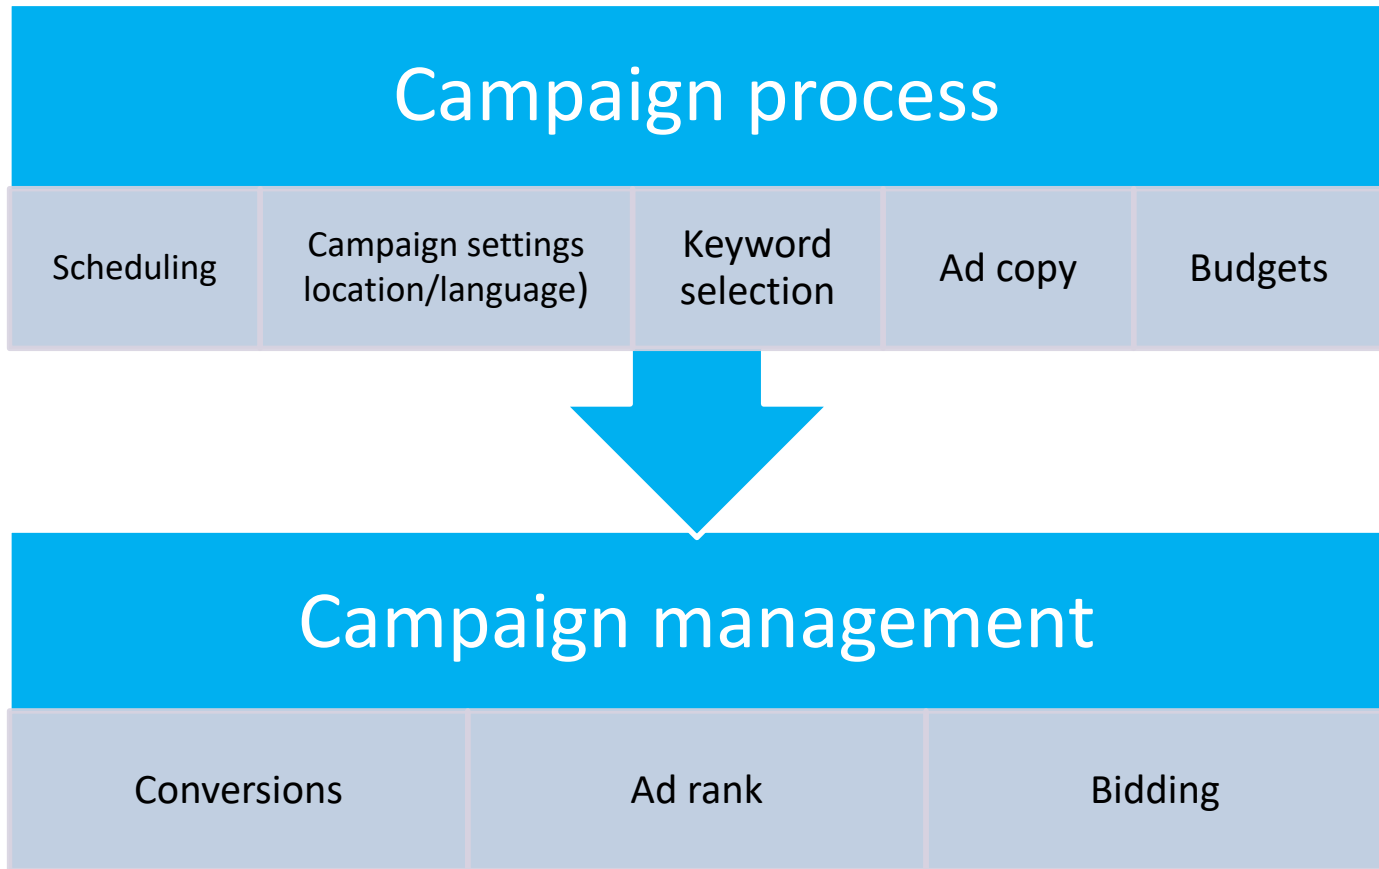 Campaign process
Scheduling
Campaign settings
location/language)
Keyword
selection
Ad copy
Budgets
Campaign management
Conversions
Ad rank
Bidding